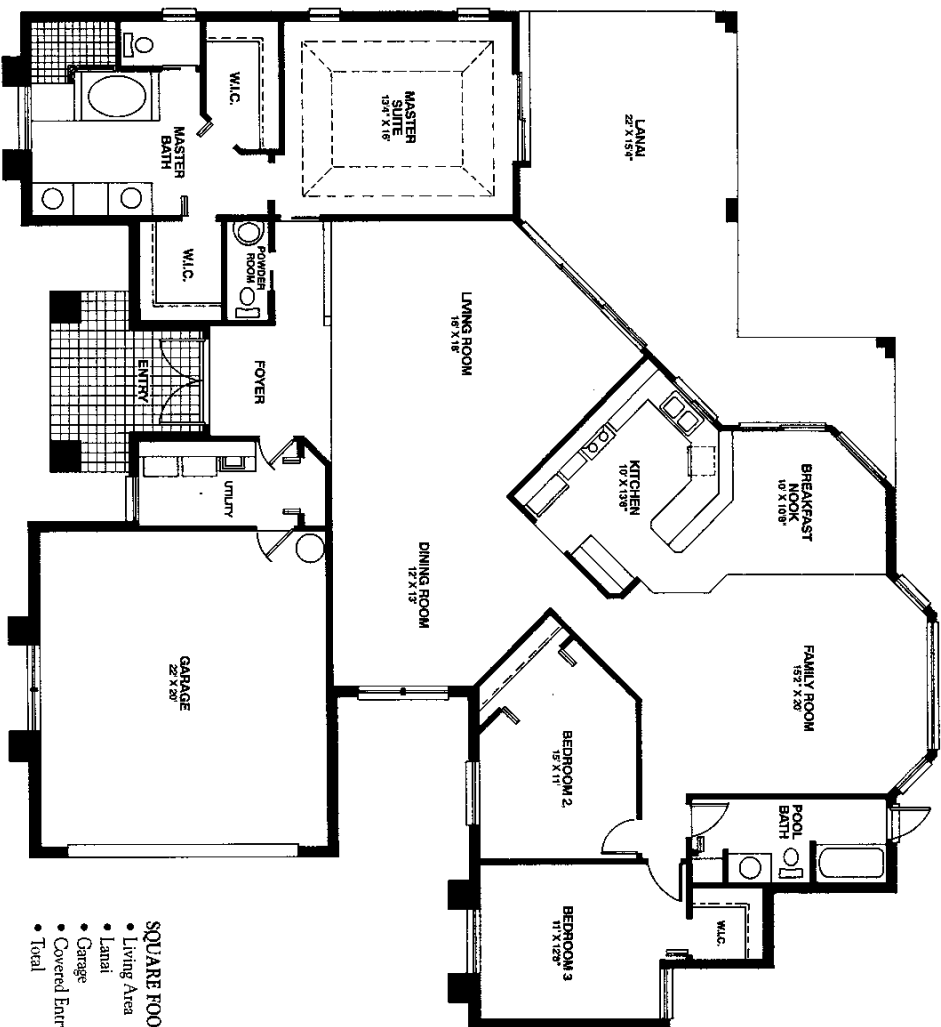 LANAI
22' X 15'4"
MASTER
SUITE
13'4" X 16'
W.I.C.
MASTER
BATH
W.I.C.
POWDER
ROOM
LIVING ROOM
16' X 18'
FOYER
ENTRY
BREAKFAST
NOOK
10' X 10'8"
KITCHEN
10' X 13'8"
UTILITY
DINING ROOM
12' X 13'
FAMILY ROOM
15'2" X 20'
GARAGE
22' X 20'
BEDROOM 2
15' X 11'
POOL
BATH
W.I.C.
BEDROOM 3
11' X 12'8"
SQUARE FOO
• Living Area
• Lanai
• Garage
• Covered Entr
• Total